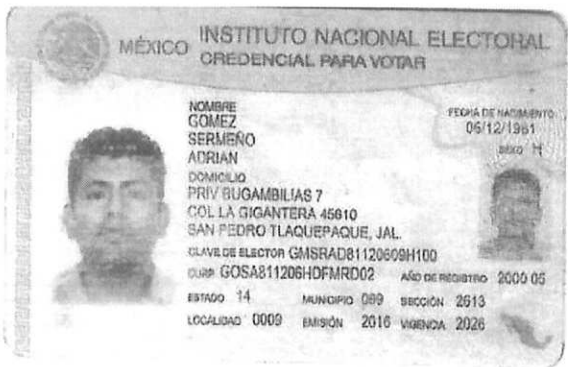 MÉXICO INSTITUTO NACIONAL ELECTORAL
CREDENCIAL PARA VOTAR
NOMBRE
GOMEZ
SERMEÑO
ADRIAN
FECHA DE NACIMIENTO
06/12/1981
SEXO H
DOMICILIO
PRIV BUGAMBILIAS 7
COL LA GIGANTERA 45610
SAN PEDRO TLAQUEPAQUE, JAL.
CLAVE DE ELECTOR GMSRAD81120609H100
CURP GOSA811206HDFMRD02 AÑO DE REGISTRO 2000 05
ESTADO 14 MUNICIPIO 099 SECCIÓN 2613
LOCALIDAD 0009 EMISIÓN 2016 VIGENCIA 2026